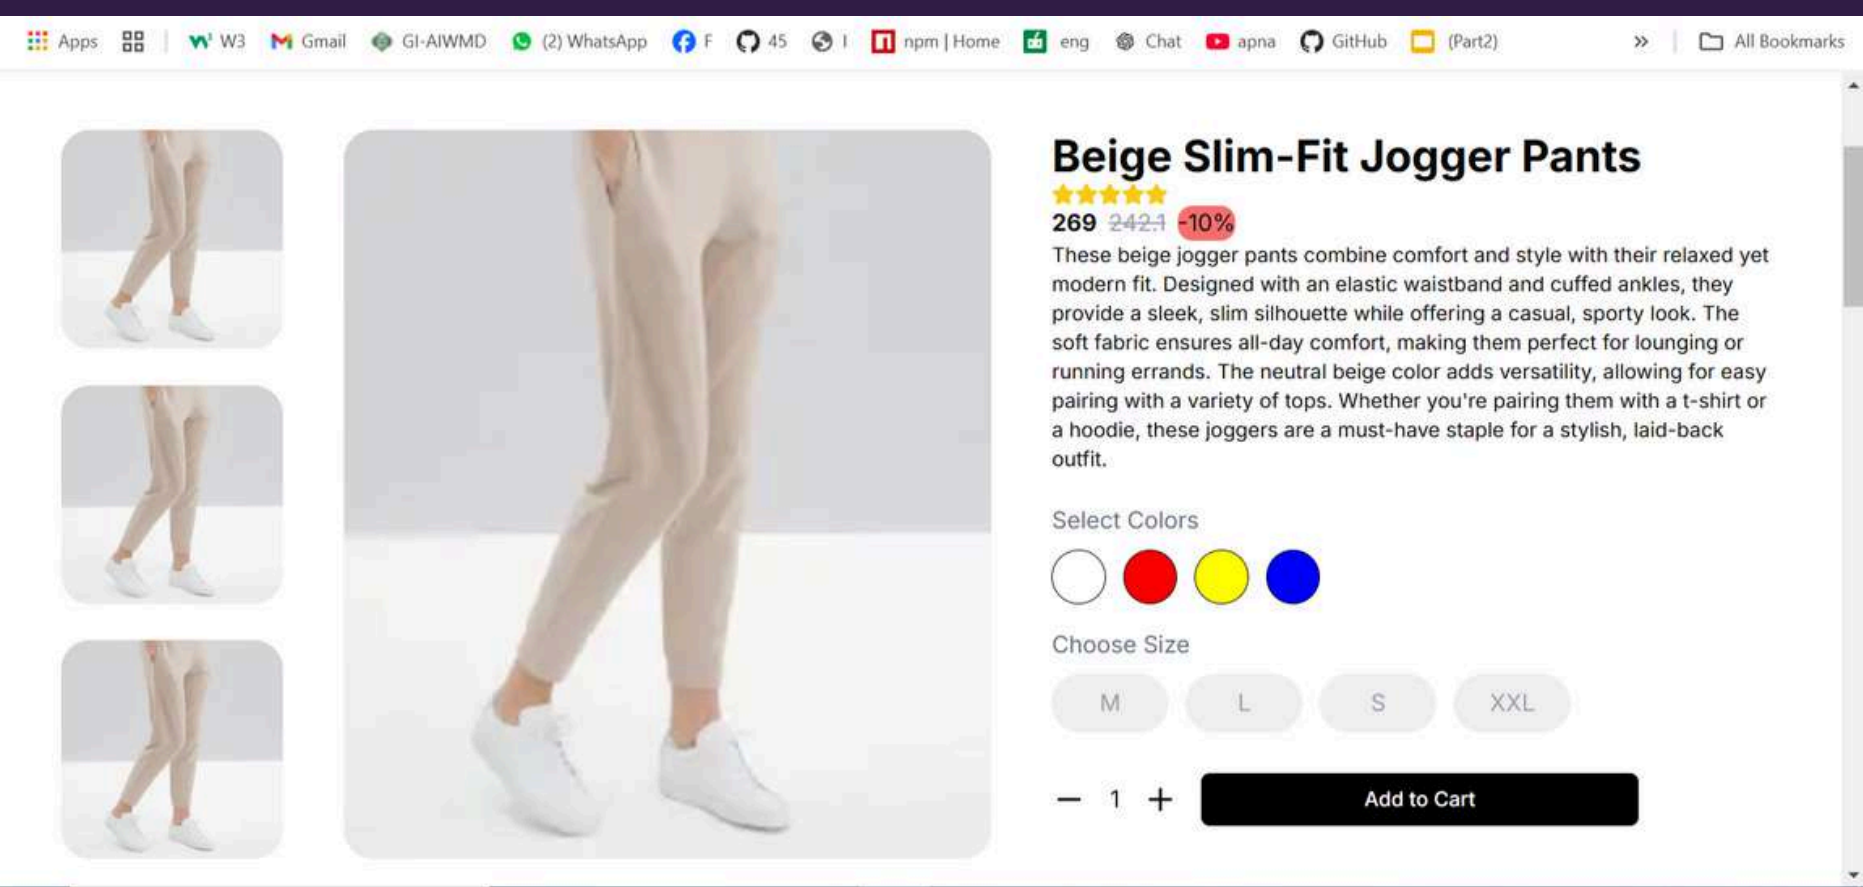 Apps W3 Gmail GI-AIWMD (2) WhatsApp F 45 I npm | Home eng Chat apna GitHub (Part2) » All Bookmarks
Beige Slim-Fit Jogger Pants
269 242.1 -10%
These beige jogger pants combine comfort and style with their relaxed yet
modern fit. Designed with an elastic waistband and cuffed ankles, they
provide a sleek, slim silhouette while offering a casual, sporty look. The
soft fabric ensures all-day comfort, making them perfect for lounging or
running errands. The neutral beige color adds versatility, allowing for easy
pairing with a variety of tops. Whether you're pairing them with a t-shirt or
a hoodie, these joggers are a must-have staple for a stylish, laid-back
outfit.
Select Colors
Choose Size
M L S XXL
− 1 + Add to Cart